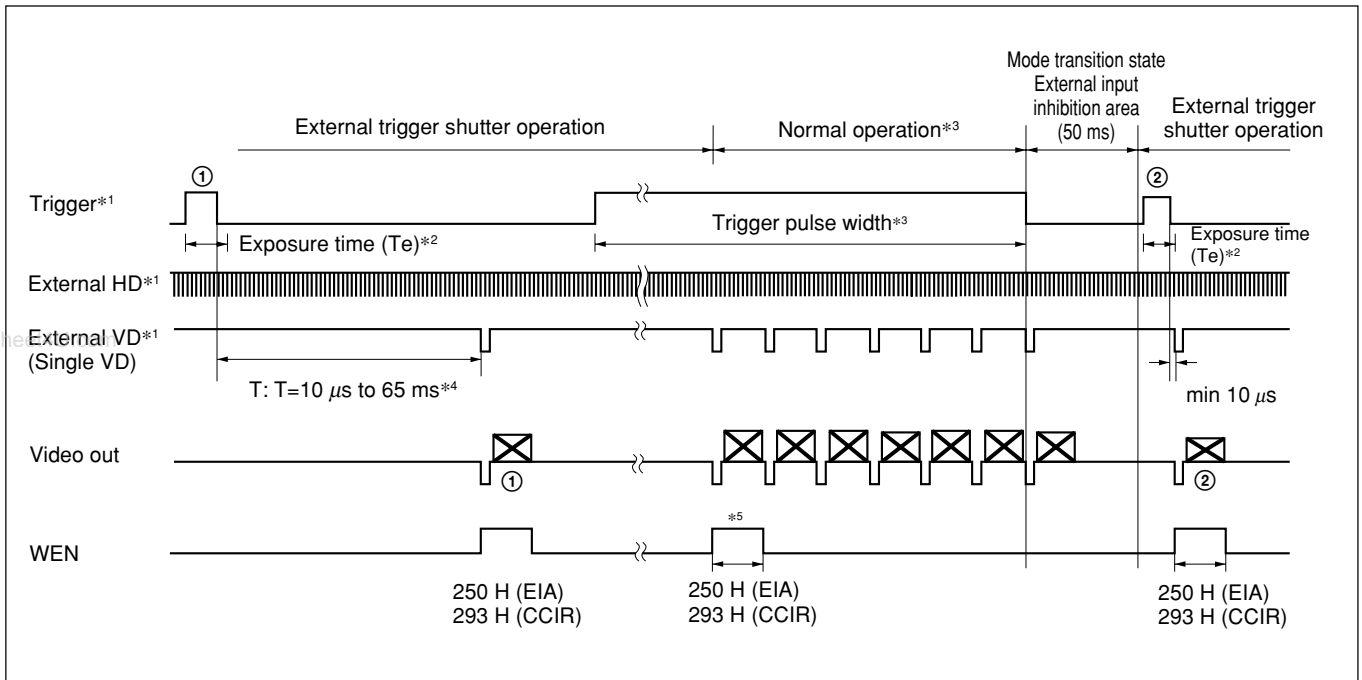 Mode transition state
External input
inhibition area
(50 ms)
External trigger shutter operation
Normal operation*3
External trigger
shutter operation
①
②
Trigger*1
Trigger pulse width*3
Exposure time (Te)*2
Exposure time
(Te)*2
External HD*1
External VD*1
(Single VD)
T: T=10 μs to 65 ms*4
min 10 μs
Video out
①
②
*5
WEN
250 H (EIA)
293 H (CCIR)
250 H (EIA)
293 H (CCIR)
250 H (EIA)
293 H (CCIR)